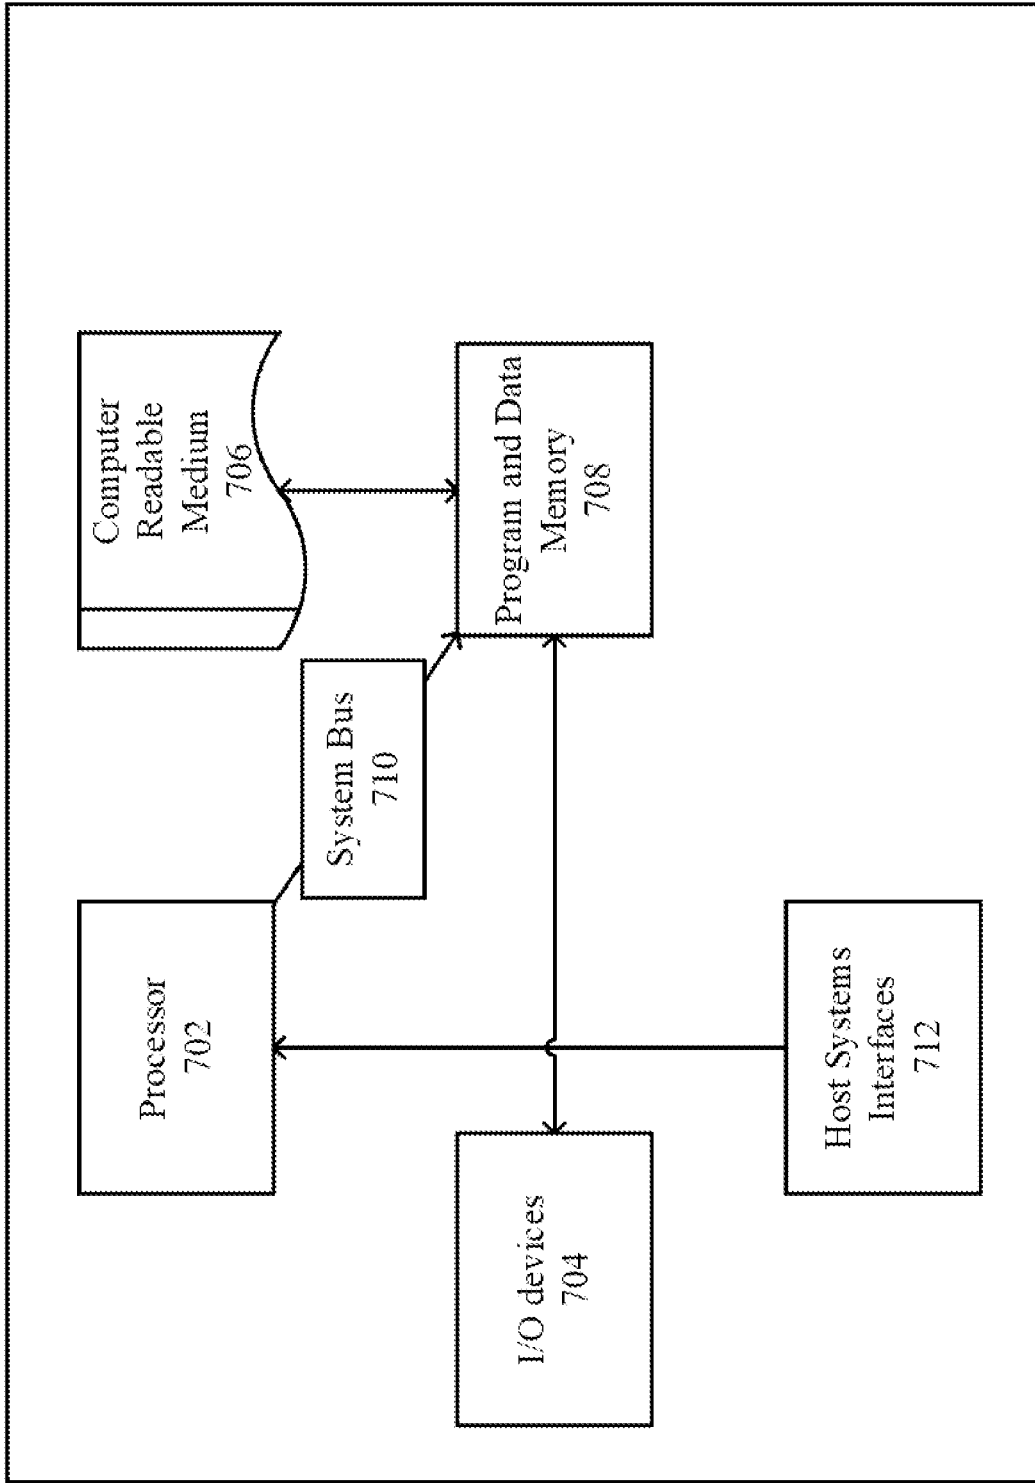 Processor
702
Computer
Readable
Medium
706
System Bus
710
I/O devices
704
Program and Data
Memory
708
Host Systems
Interfaces
712